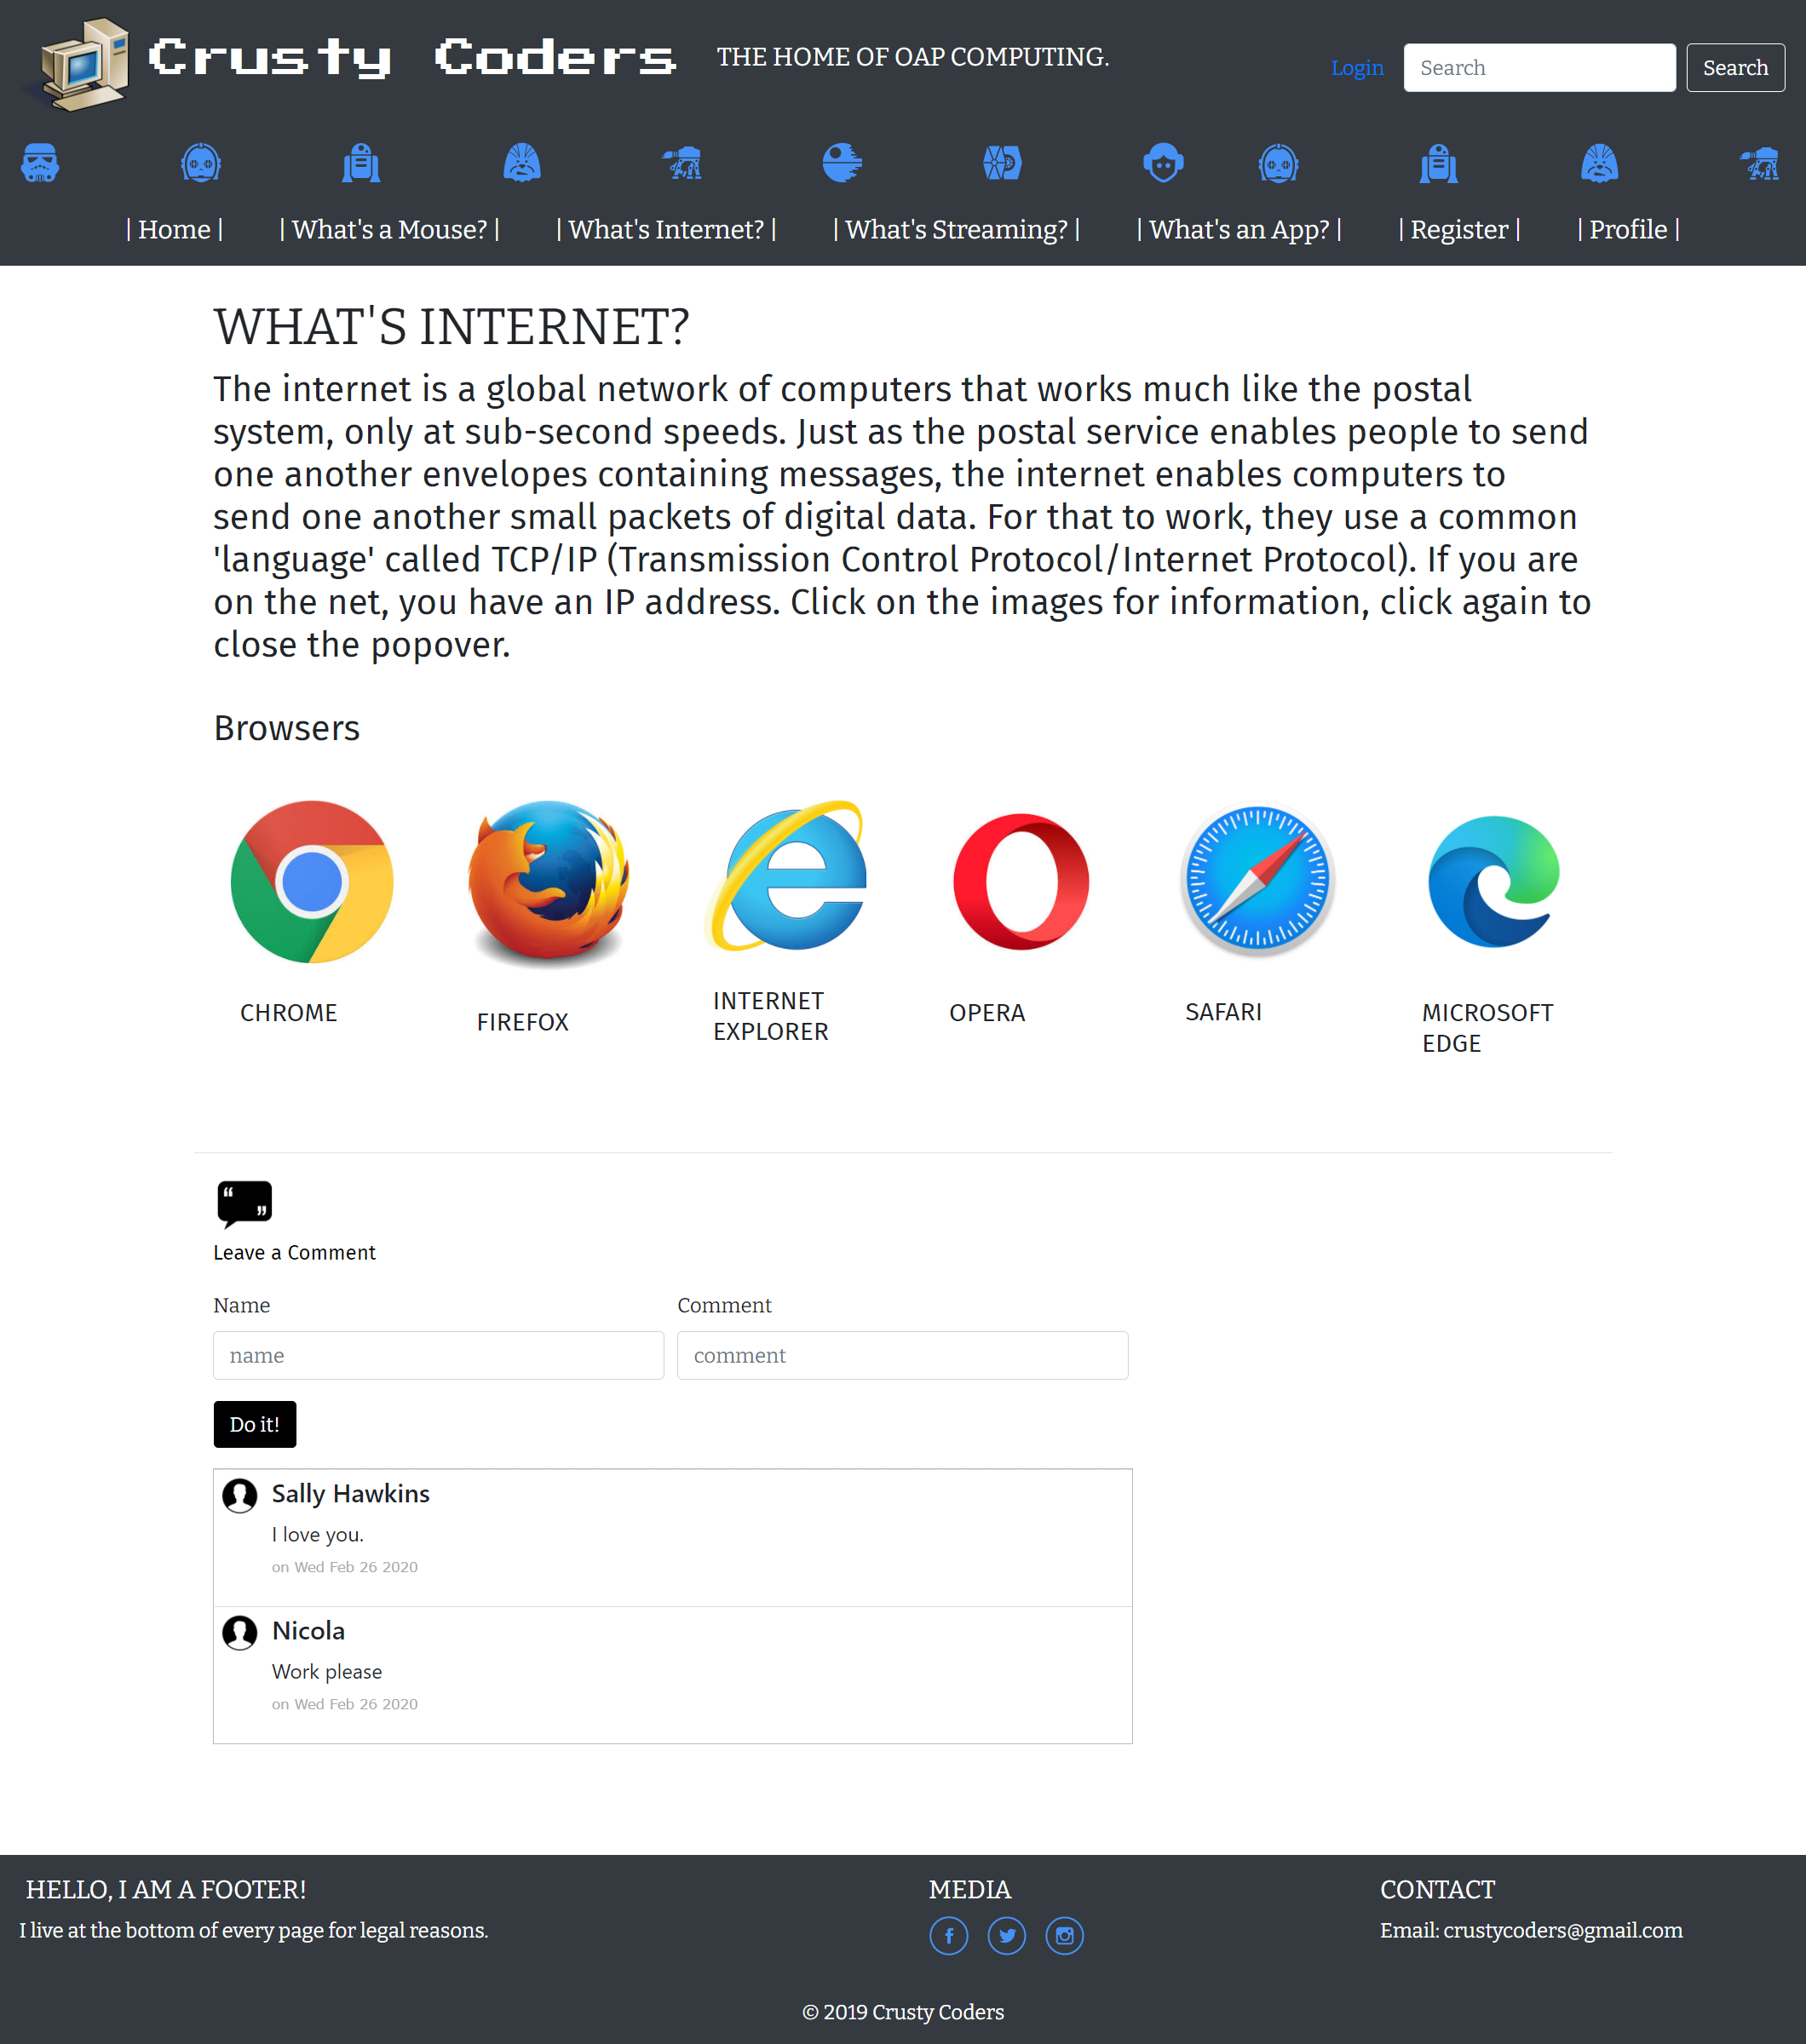 Crusty Coders
THE HOME OF OAP COMPUTING.
Login
Search
Search
| Home |
| What's a Mouse? |
| What's Internet? |
| What's Streaming? |
| What's an App? |
| Register |
| Profile |
WHAT'S INTERNET?
The internet is a global network of computers that works much like the postal
system, only at sub-second speeds. Just as the postal service enables people to send
one another envelopes containing messages, the internet enables computers to
send one another small packets of digital data. For that to work, they use a common
'language' called TCP/IP (Transmission Control Protocol/Internet Protocol). If you are
on the net, you have an IP address. Click on the images for information, click again to
close the popover.
Browsers
CHROME
FIREFOX
INTERNET
EXPLORER
OPERA
SAFARI
MICROSOFT
EDGE
Leave a Comment
Name
Comment
name
comment
Do it!
Sally Hawkins
I love you.
on Wed Feb 26 2020
Nicola
Work please
on Wed Feb 26 2020
HELLO, I AM A FOOTER!
I live at the bottom of every page for legal reasons.
MEDIA
CONTACT
Email: crustycoders@gmail.com
© 2019 Crusty Coders